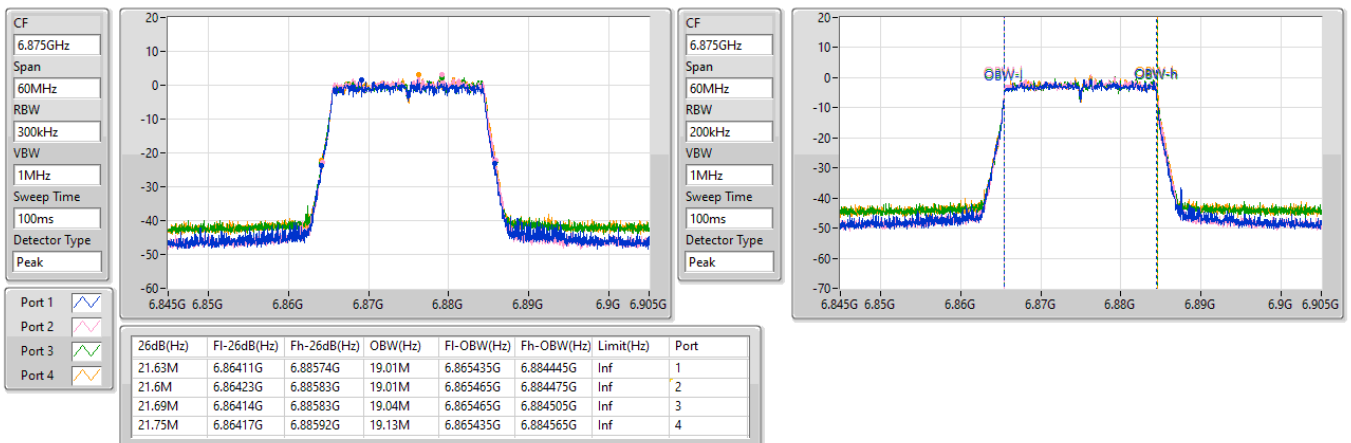 CF
6.875GHz
Span
60MHz
RBW
300kHz
VBW
1MHz
Sweep Time
100ms
Detector Type
Peak
20
10
0
-10
-20
-30
-40
-50
-60
6.845G 6.85G 6.86G 6.87G 6.88G 6.89G 6.9G 6.905G
CF
6.875GHz
Span
60MHz
RBW
200kHz
VBW
1MHz
Sweep Time
100ms
Detector Type
Peak
20
10
0
-10
-20
-30
-40
-50
-60
-70
OBW-l OBW-h
6.845G 6.85G 6.86G 6.87G 6.88G 6.89G 6.9G 6.905G
Port 1
Port 2
Port 3
Port 4
26dB(Hz) Fl-26dB(Hz) Fh-26dB(Hz) OBW(Hz) Fl-OBW(Hz) Fh-OBW(Hz) Limit(Hz) Port
21.63M 6.86411G 6.88574G 19.01M 6.865435G 6.884445G Inf 1
21.6M 6.86423G 6.88583G 19.01M 6.865465G 6.884475G Inf 2
21.69M 6.86414G 6.88583G 19.04M 6.865465G 6.884505G Inf 3
21.75M 6.86417G 6.88592G 19.13M 6.865435G 6.884565G Inf 4